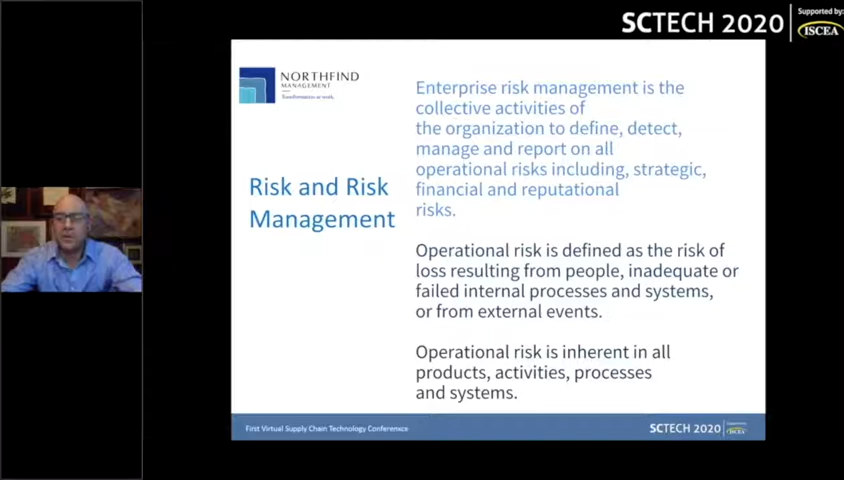 SCTECH 2020
Supported by:
ISCEA
NORTHFIND
MANAGEMENT
Transformation at work.
Risk and Risk
Management
Enterprise risk management is the
collective activities of
the organization to define, detect,
manage and report on all
operational risks including, strategic,
financial and reputational
risks.
Operational risk is defined as the risk of
loss resulting from people, inadequate or
failed internal processes and systems,
or from external events.
Operational risk is inherent in all
products, activities, processes
and systems.
First Virtual Supply Chain Technology Conference
SCTECH 2020
ISCEA